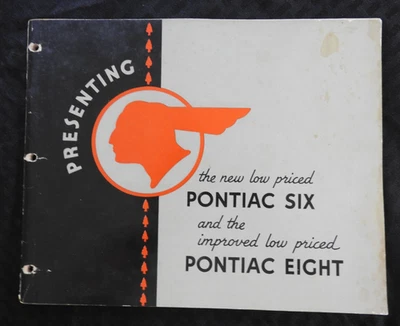 PRESENTING
the new low priced
PONTIAC SIX
and the
improved low priced
PONTIAC EIGHT